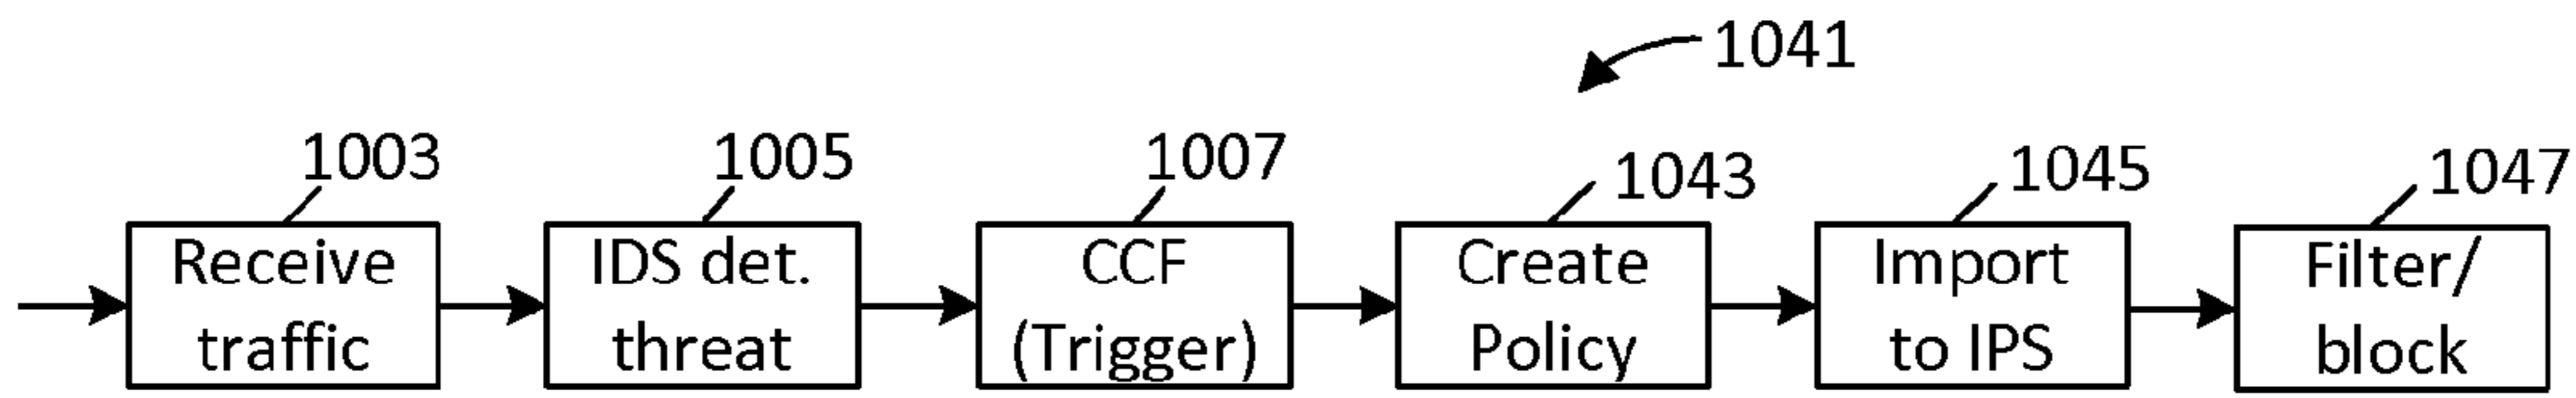 1041
1003
1005
1007
1043
1045
1047
Receive
traffic
IDS det.
threat
CCF
(Trigger)
Create
Policy
Import
to IPS
Filter/
block